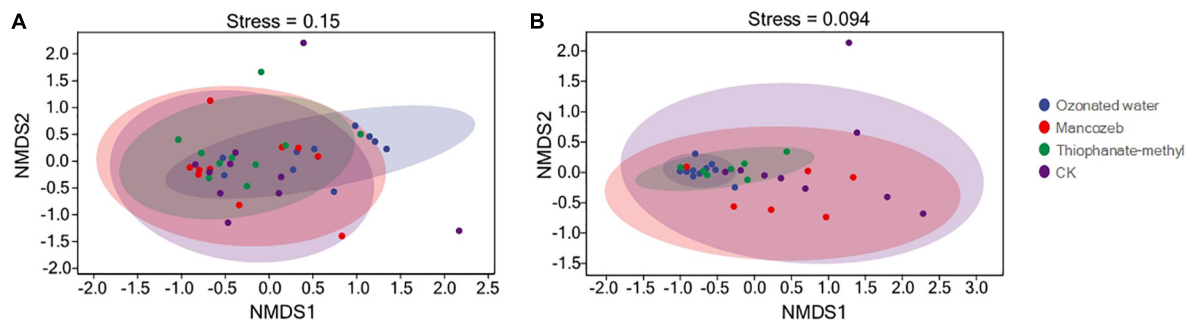 A
Stress = 0.15
NMDS2
2.0
1.5
1.0
0.5
0.0
-0.5
-1.0
-1.5
-2.0
-2.0 -1.5 -1.0 -0.5 0.0 0.5 1.0 1.5 2.0 2.5
NMDS1
B
Stress = 0.094
NMDS2
2.0
1.5
1.0
0.5
0.0
-0.5
-1.0
-1.5
-2.0 -1.5 -1.0 -0.5 0.0 0.5 1.0 1.5 2.0 2.5 3.0
NMDS1
Ozonated water
Mancozeb
Thiophanate-methyl
CK